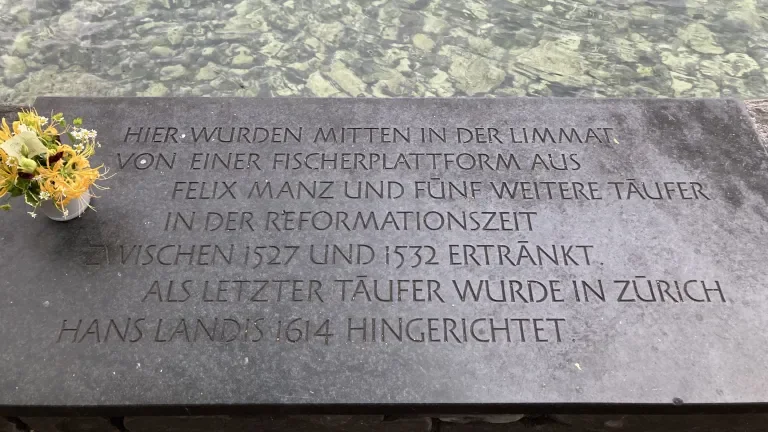 HIER WURDEN MITTEN IN DER LIMMAT
VON EINER FISCHERPLATTFORM AUS
FELIX MANZ UND FÜNF WEITERE TÄUFER
IN DER REFORMATIONSZEIT
ZWISCHEN 1527 UND 1532 ERTRÄNKT.
ALS LETZTER TÄUFER WURDE IN ZÜRICH
HANS LANDIS 1614 HINGERICHTET.